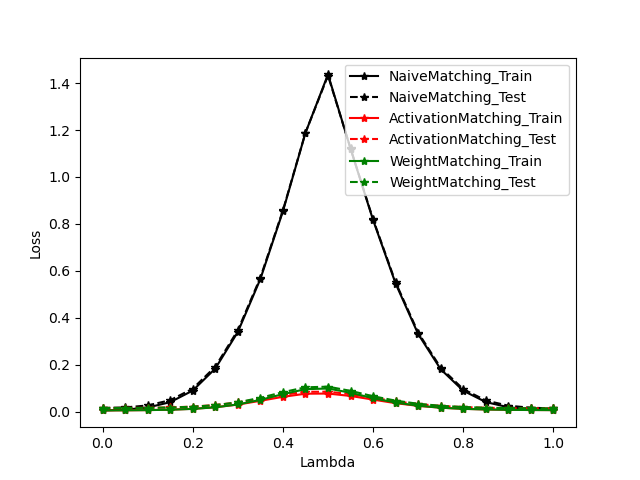 1.4
1.2
1.0
0.8
0.6
0.4
0.2
0.0
Loss
NaiveMatching_Train
NaiveMatching_Test
ActivationMatching_Train
ActivationMatching_Test
WeightMatching_Train
WeightMatching_Test
0.0 0.2 0.4 0.6 0.8 1.0
Lambda